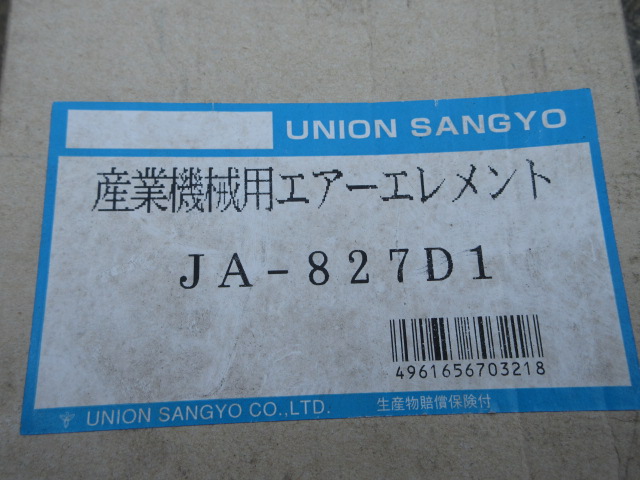 UNION SANGYO
産業機械用エアーエレメント
JA-827D1
4961656703218
UNION SANGYO CO.,LTD.
生産物賠償保険付